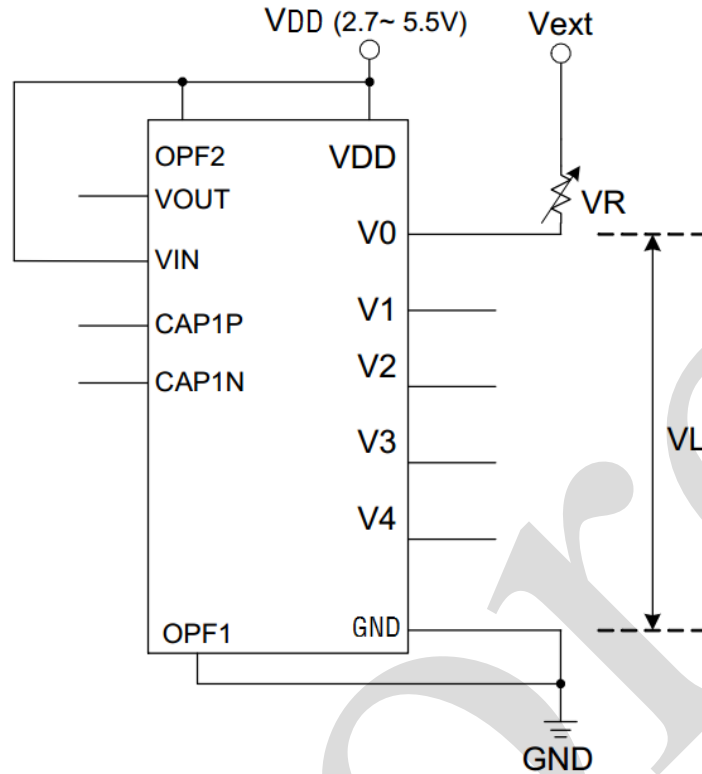 VDD (2.7~ 5.5V)
Vext
OPF2
VDD
VOUT
VR
V0
VIN
V1
CAP1P
V2
CAP1N
V3
VL
V4
OPF1
GND
GND